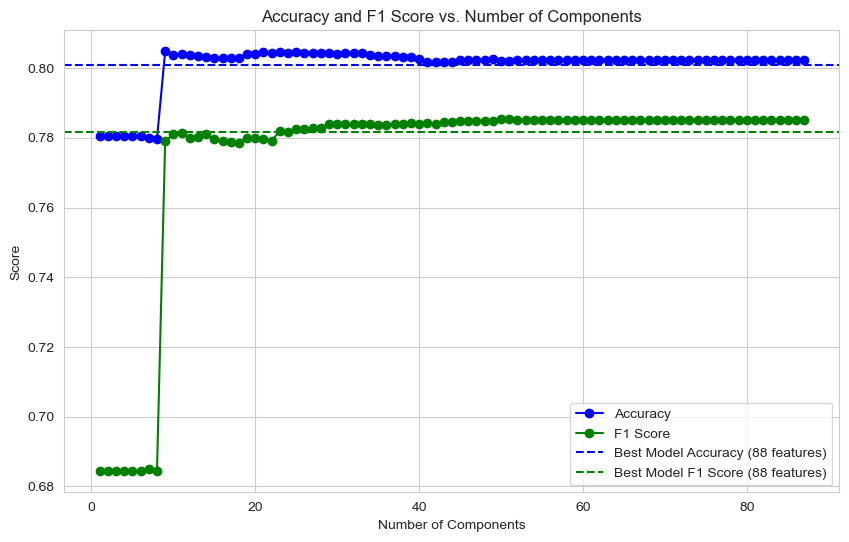 Accuracy and F1 Score vs. Number of Components
Score
0.80
0.78
0.76
0.74
0.72
0.70
0.68
0
20
40
60
80
Number of Components
Accuracy
F1 Score
Best Model Accuracy (88 features)
Best Model F1 Score (88 features)